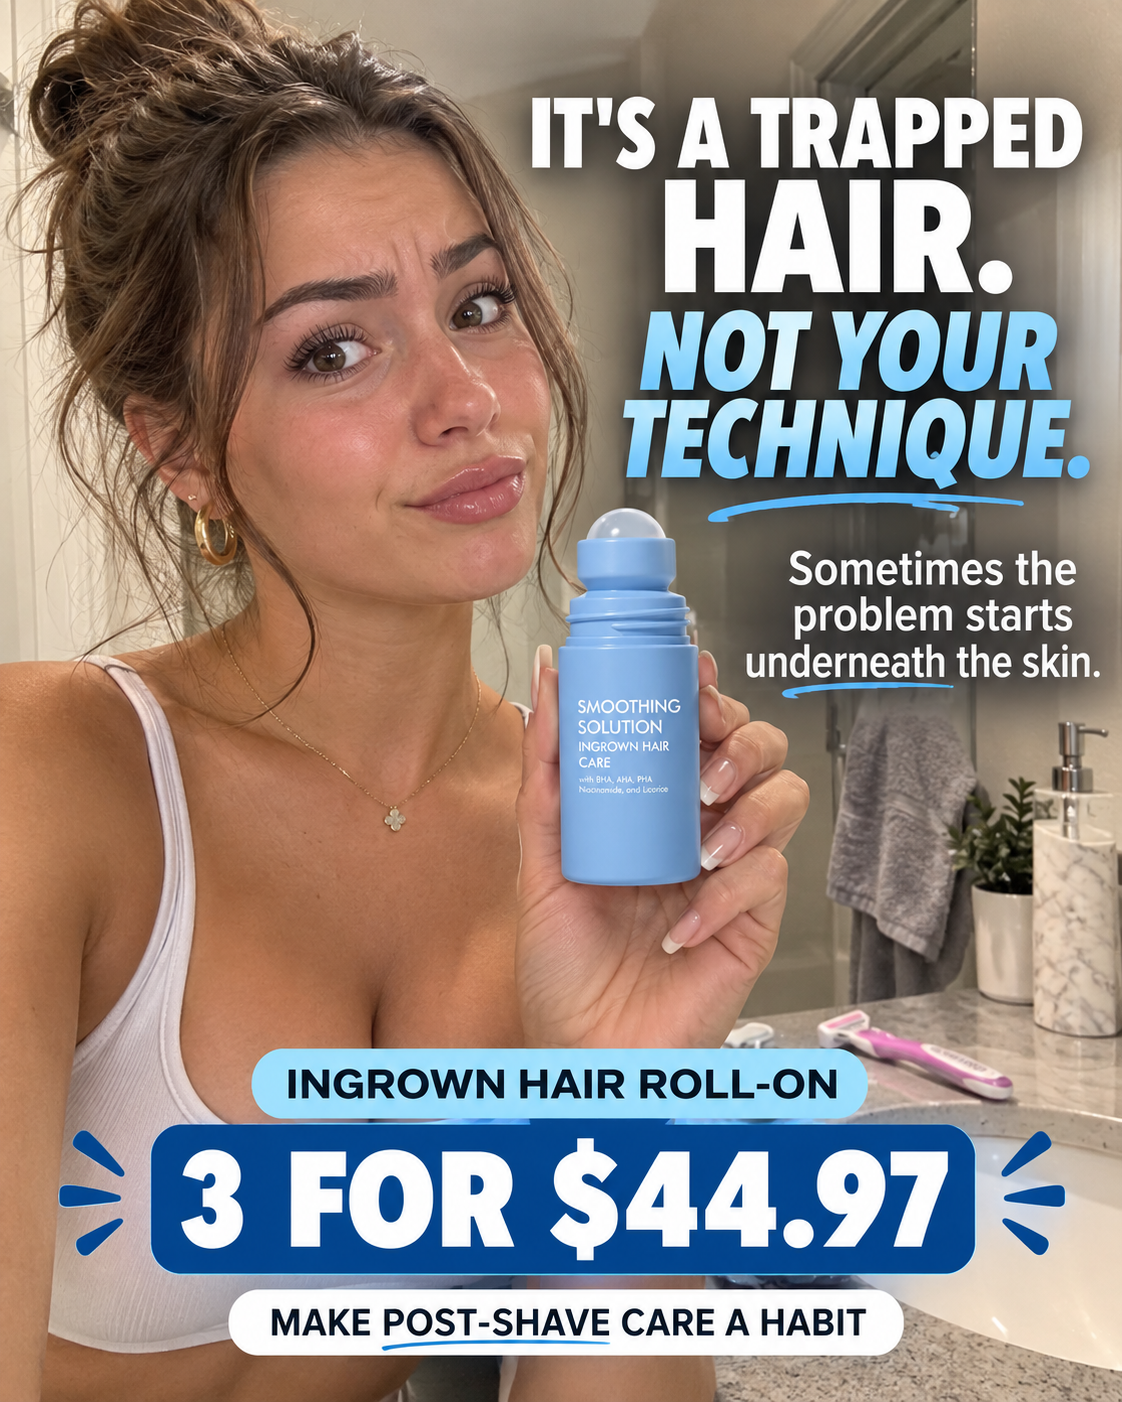 IT'S A TRAPPED
HAIR.
NOT YOUR
TECHNIQUE.
Sometimes the
problem starts
underneath the skin.
SMOOTHING
SOLUTION
INGROWN HAIR
CARE
with BHA, AHA, PHA
Niacinamide, and Licorice
INGROWN HAIR ROLL-ON
3 FOR $44.97
MAKE POST-SHAVE CARE A HABIT